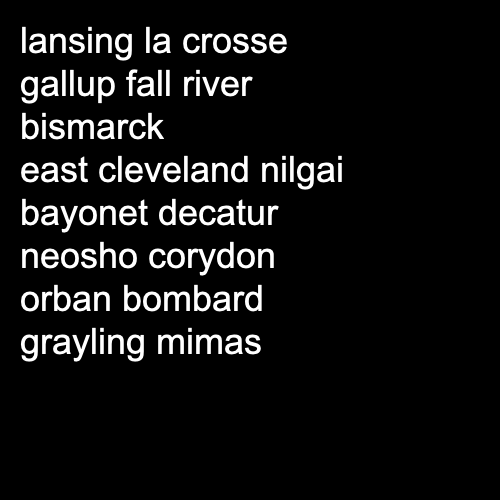 lansing la crosse
gallup fall river
bismarck
east cleveland nilgai
bayonet decatur
neosho corydon
orban bombard
grayling mimas